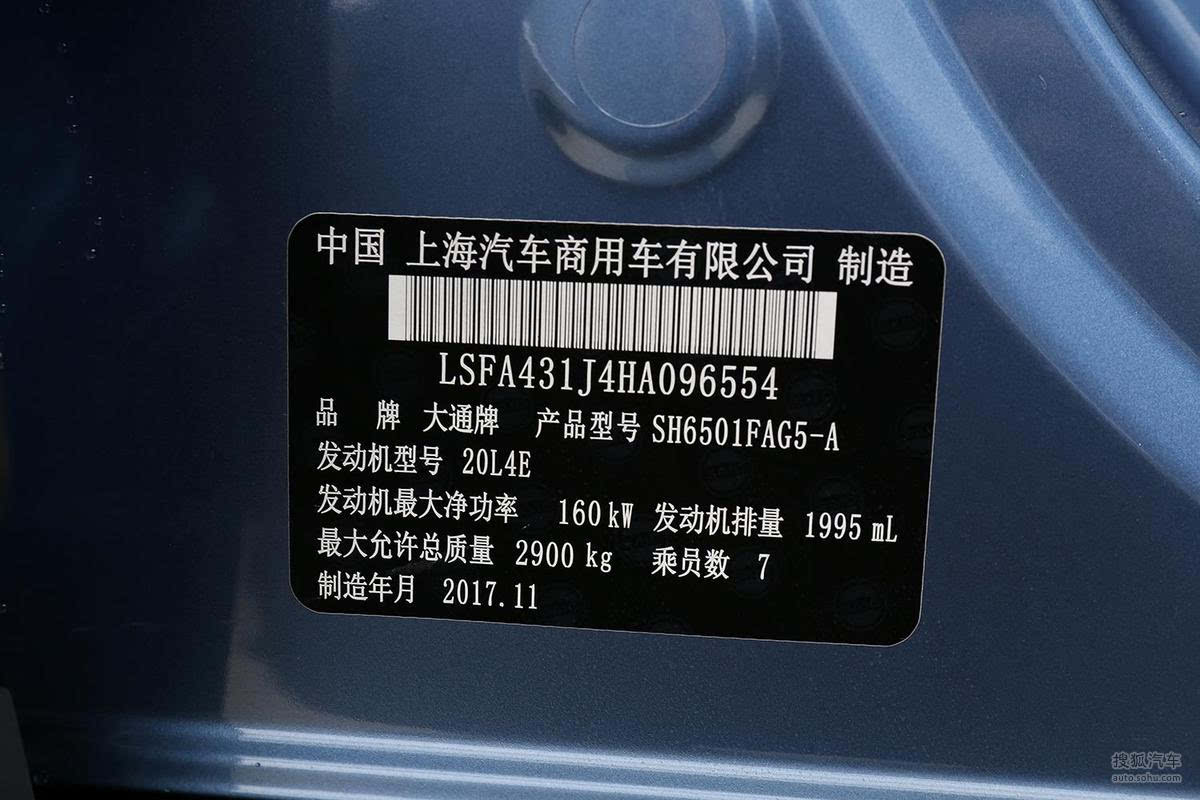 中国 上海汽车商用车有限公司 制造
LSFA431J4HA096554
品 牌 大通牌 产品型号 SH6501FAG5-A
发动机型号 20L4E
发动机最大净功率 160kW 发动机排量 1995 mL
最大允许总质量 2900 kg 乘员数 7
制造年月 2017.11
搜狐汽车
auto.sohu.com